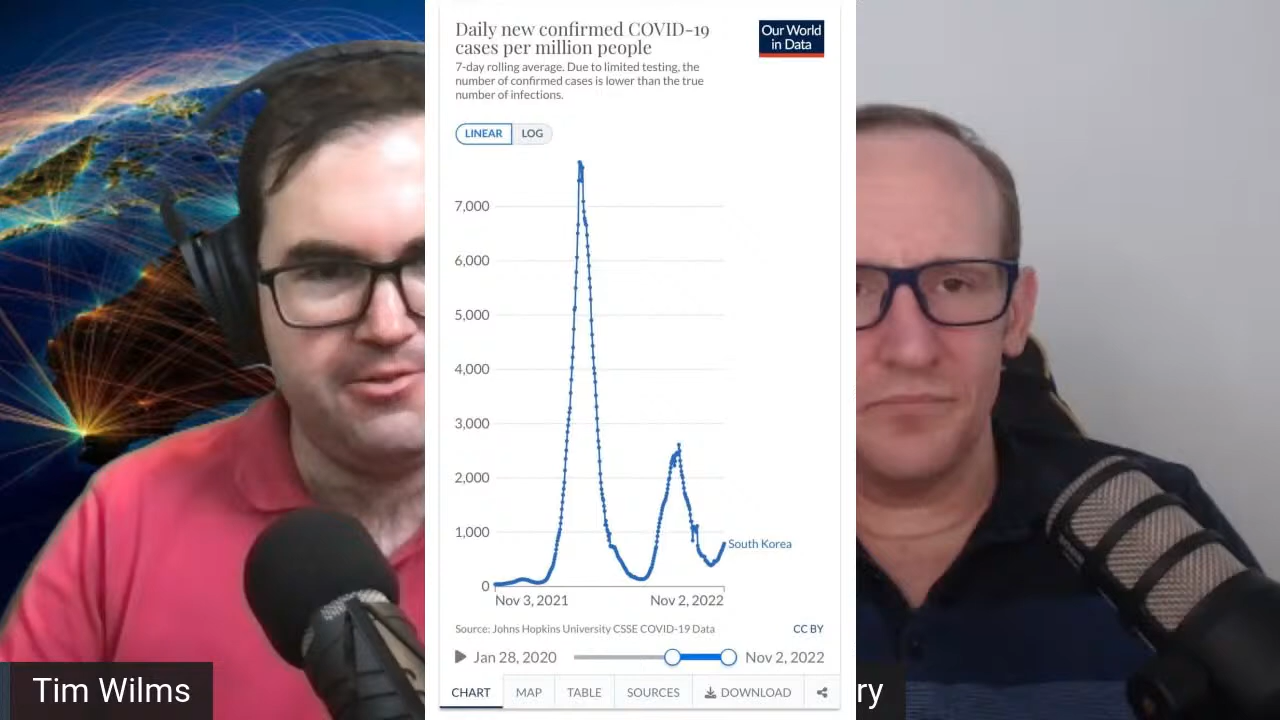 Daily new confirmed COVID-19
cases per million people
7-day rolling average. Due to limited testing, the
number of confirmed cases is lower than the true
number of infections.
Our World
in Data
LINEAR LOG
7,000
6,000
5,000
4,000
3,000
2,000
1,000
0
South Korea
Nov 3, 2021 Nov 2, 2022
Source: Johns Hopkins University CSSE COVID-19 Data CC BY
Jan 28, 2020 Nov 2, 2022
CHART MAP TABLE SOURCES DOWNLOAD
Tim Wilms
ry